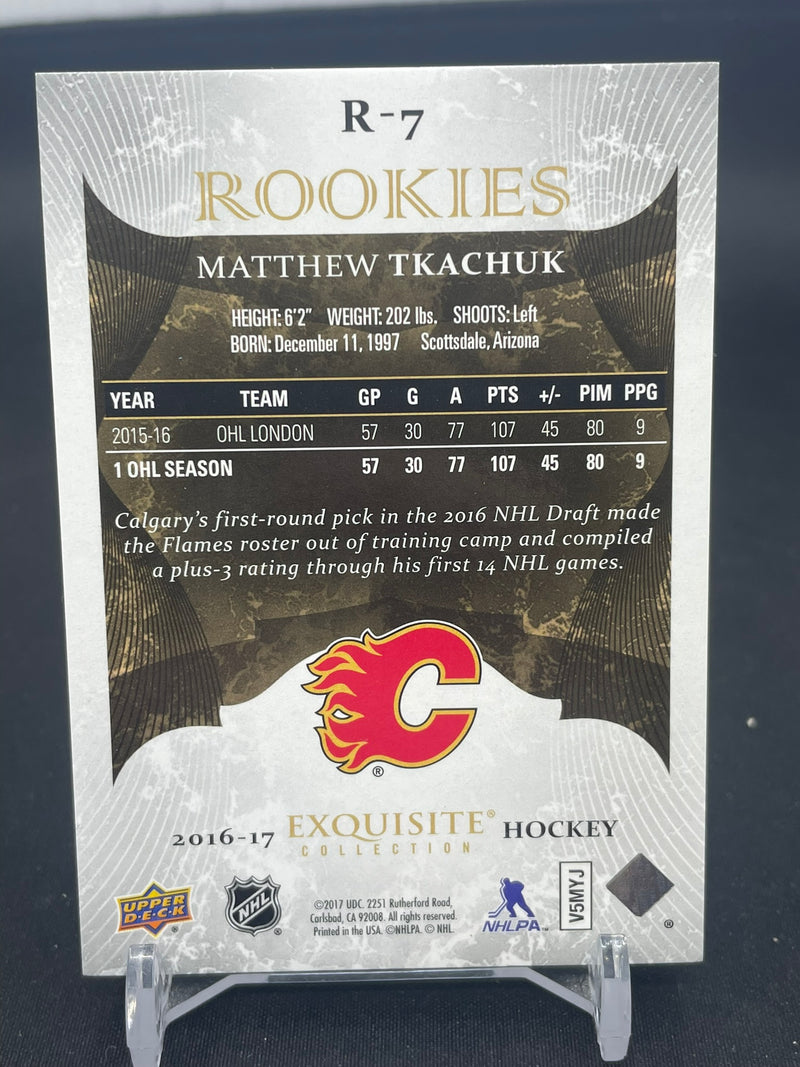 R-7
ROOKIES
MATTHEW TKACHUK
HEIGHT: 6'2" WEIGHT: 202 lbs. SHOOTS: Left
BORN: December 11, 1997 Scottsdale, Arizona
YEAR TEAM GP G A PTS +/- PIM PPG
2015-16 OHL LONDON 57 30 77 107 45 80 9
1 OHL SEASON 57 30 77 107 45 80 9
Calgary's first-round pick in the 2016 NHL Draft made
the Flames roster out of training camp and compiled
a plus-3 rating through his first 14 NHL games.
C
®
2016-17 EXQUISITE® HOCKEY
COLLECTION
UPPER
D·E·C·K
®
NHL
®
©2017 UDC. 2251 Rutherford Road,
Carlsbad, CA 92008. All rights reserved.
Printed in the USA. ©NHLPA. © NHL.
NHLPA™
V5MYJ
®